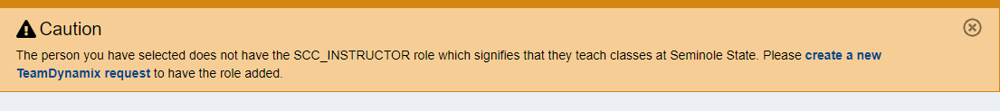 Caution
The person you have selected does not have the SCC_INSTRUCTOR role which signifies that they teach classes at Seminole State. Please create a new
TeamDynamix request to have the role added.